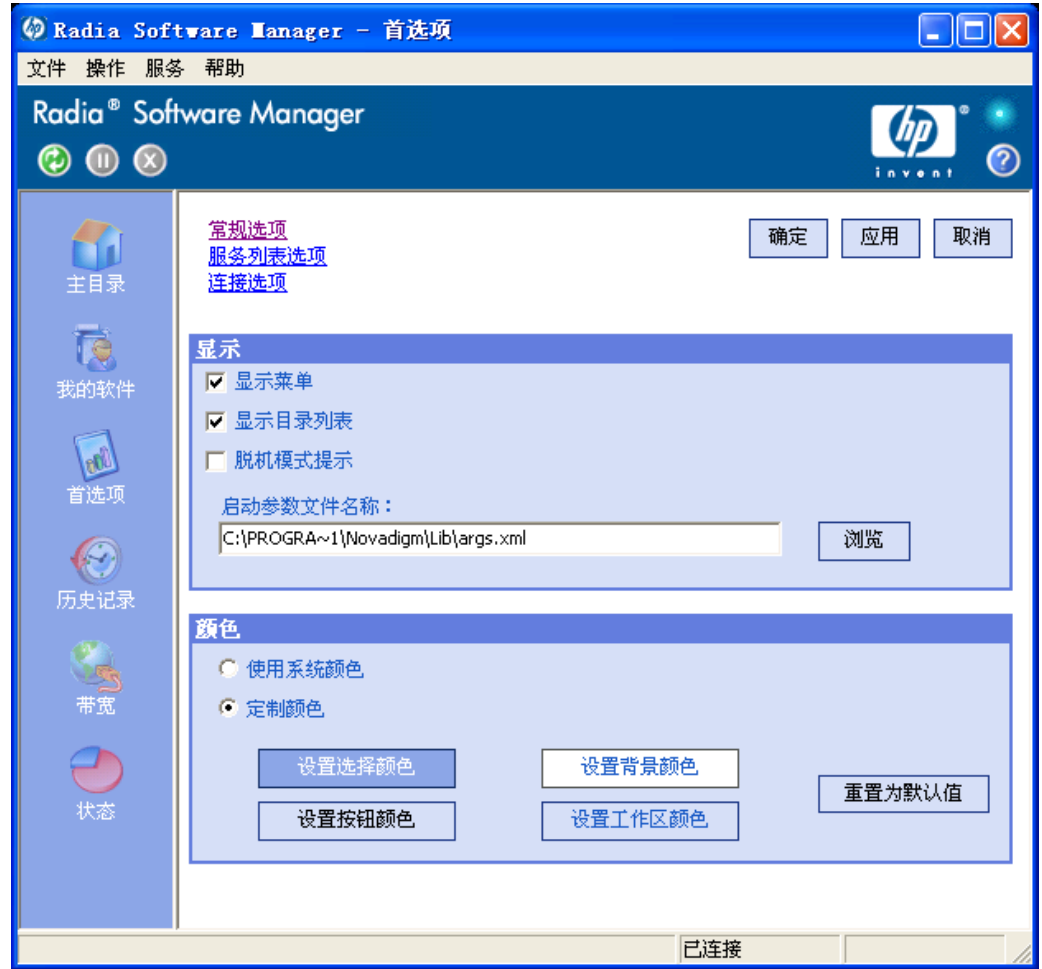 Radia Software Manager - 首选项
文件 操作 服务 帮助
Radia® Software Manager
hp ®
invent
主目录
我的软件
首选项
历史记录
带宽
状态
常规选项
服务列表选项
连接选项
确定 应用 取消
显示
显示菜单
显示目录列表
脱机模式提示
启动参数文件名称：
C:\PROGRA~1\Novadigm\Lib\args.xml 浏览
颜色
使用系统颜色
定制颜色
设置选择颜色 设置背景颜色
设置按钮颜色 设置工作区颜色
重置为默认值
已连接